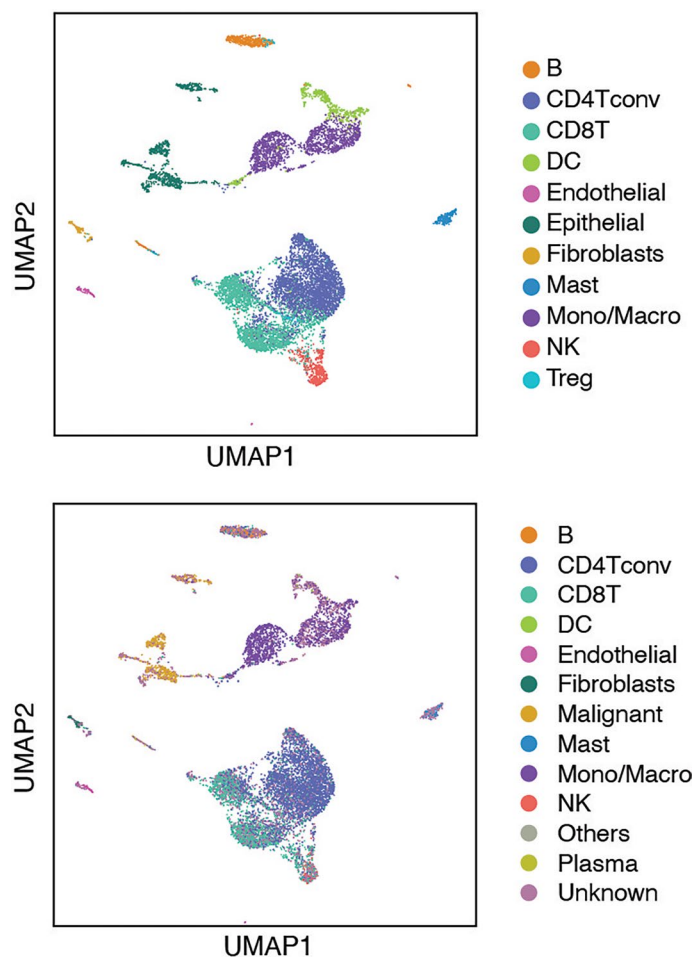 UMAP2
UMAP1
B
CD4Tconv
CD8T
DC
Endothelial
Epithelial
Fibroblasts
Mast
Mono/Macro
NK
Treg
UMAP2
UMAP1
B
CD4Tconv
CD8T
DC
Endothelial
Fibroblasts
Malignant
Mast
Mono/Macro
NK
Others
Plasma
Unknown